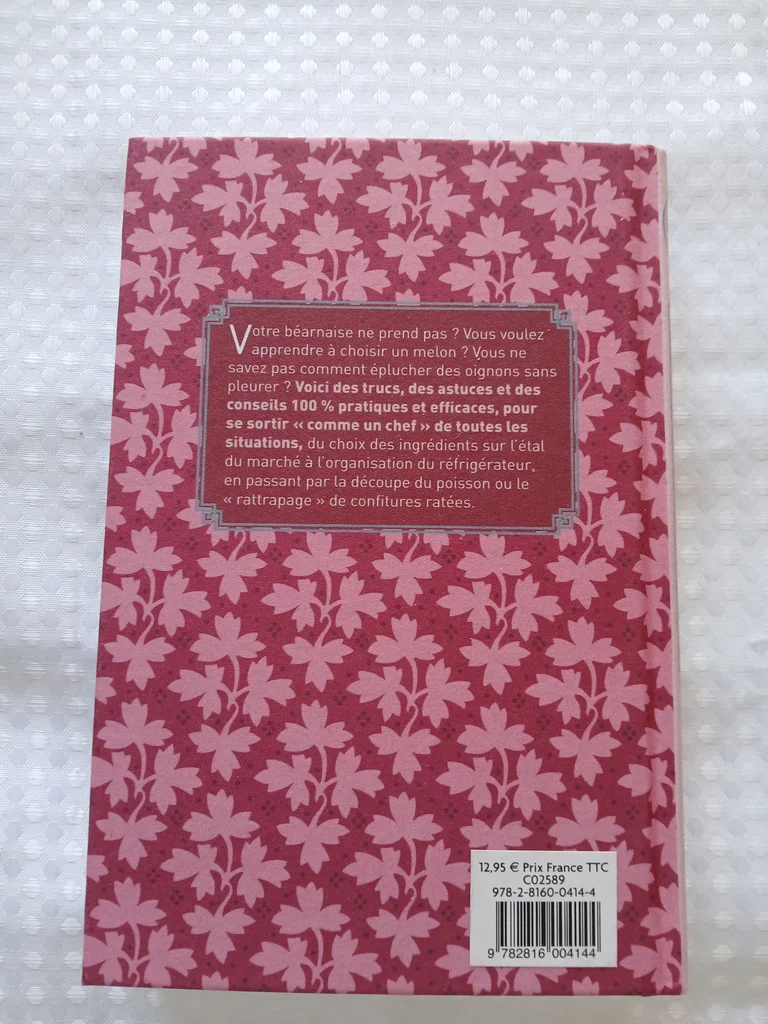 Votre béarnaise ne prend pas ? Vous voulez
apprendre à choisir un melon ? Vous ne
savez pas comment éplucher des oignons sans
pleurer ? Voici des trucs, des astuces et des
conseils 100 % pratiques et efficaces, pour
se sortir « comme un chef » de toutes les
situations, du choix des ingrédients sur l'étal
du marché à l'organisation du réfrigérateur,
en passant par la découpe du poisson ou le
« rattrapage » de confitures ratées.
12,95 € Prix France TTC
C02589
978-2-8160-0414-4
9 782816 004144